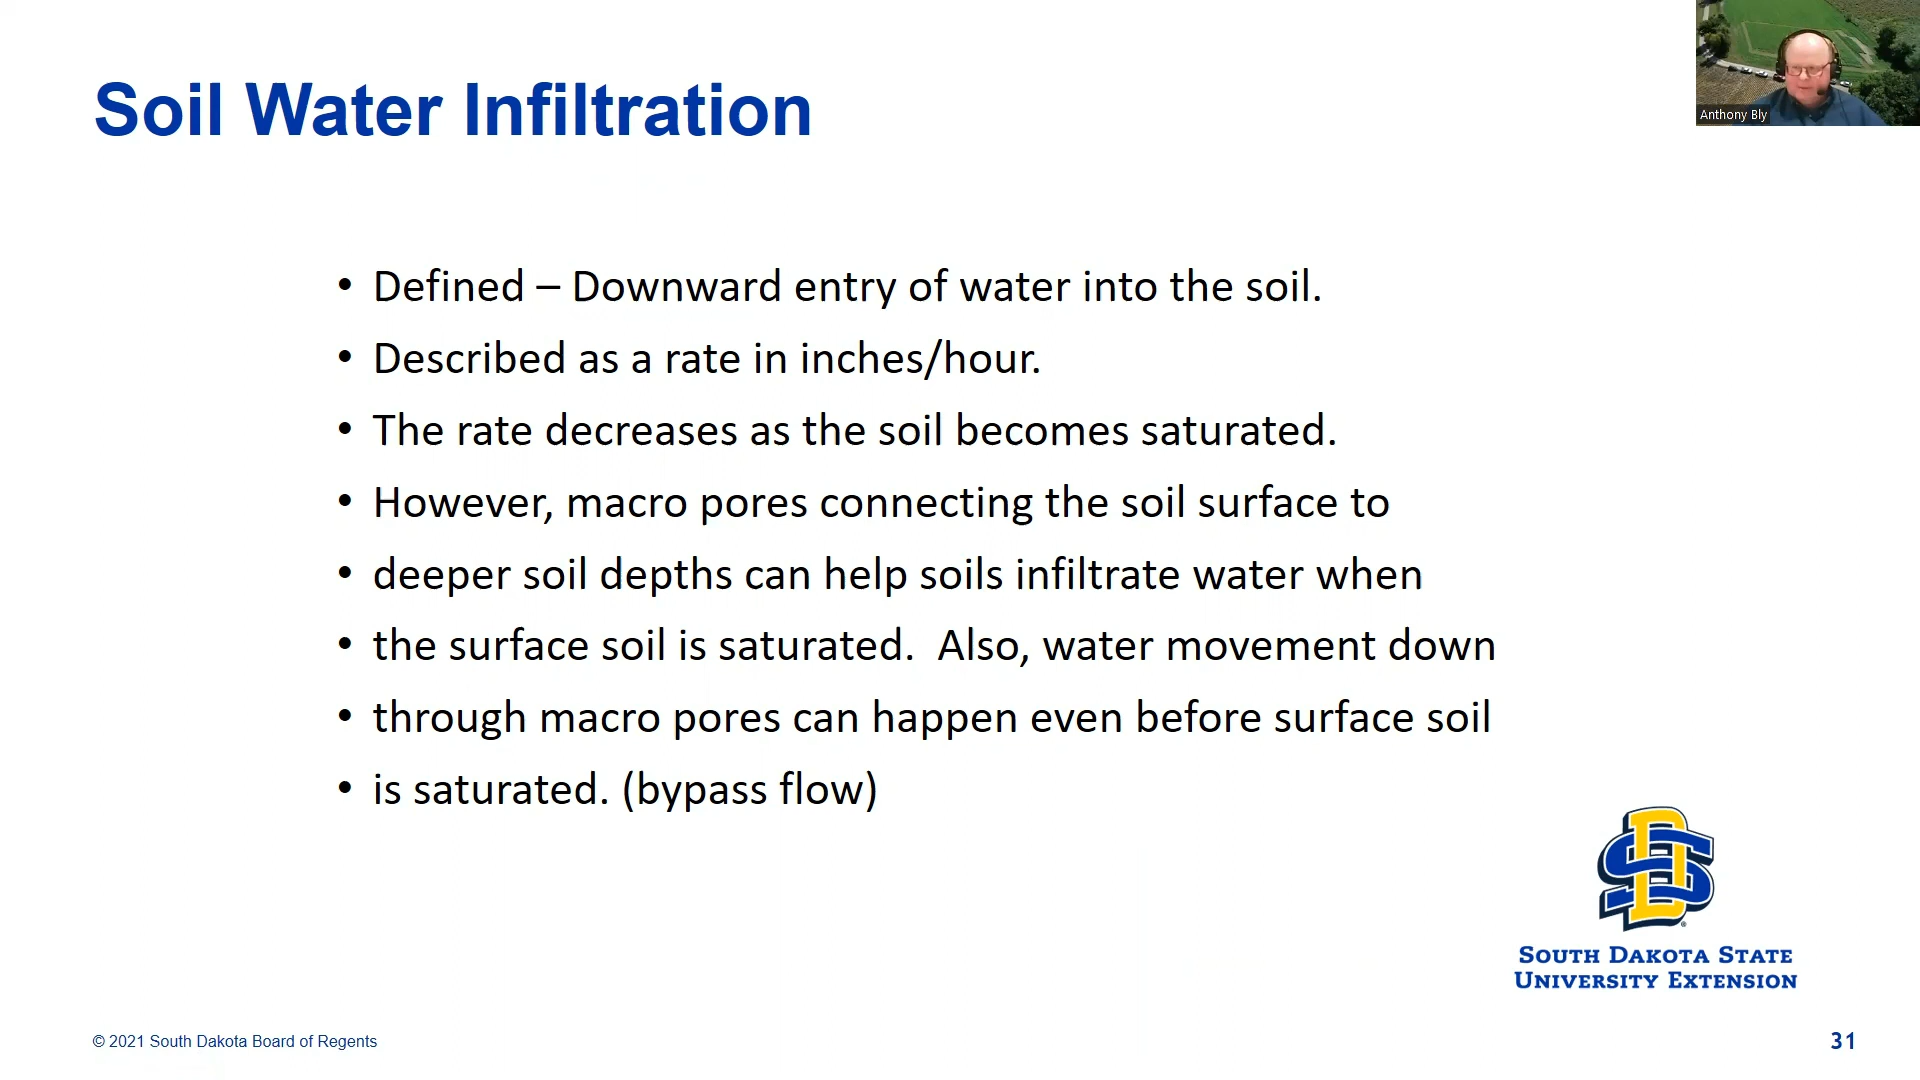 Soil Water Infiltration
Anthony Bly
• Defined – Downward entry of water into the soil.
• Described as a rate in inches/hour.
• The rate decreases as the soil becomes saturated.
• However, macro pores connecting the soil surface to
• deeper soil depths can help soils infiltrate water when
• the surface soil is saturated.  Also, water movement down
• through macro pores can happen even before surface soil
• is saturated. (bypass flow)
SD
®
SOUTH DAKOTA STATE
UNIVERSITY EXTENSION
© 2021 South Dakota Board of Regents
31